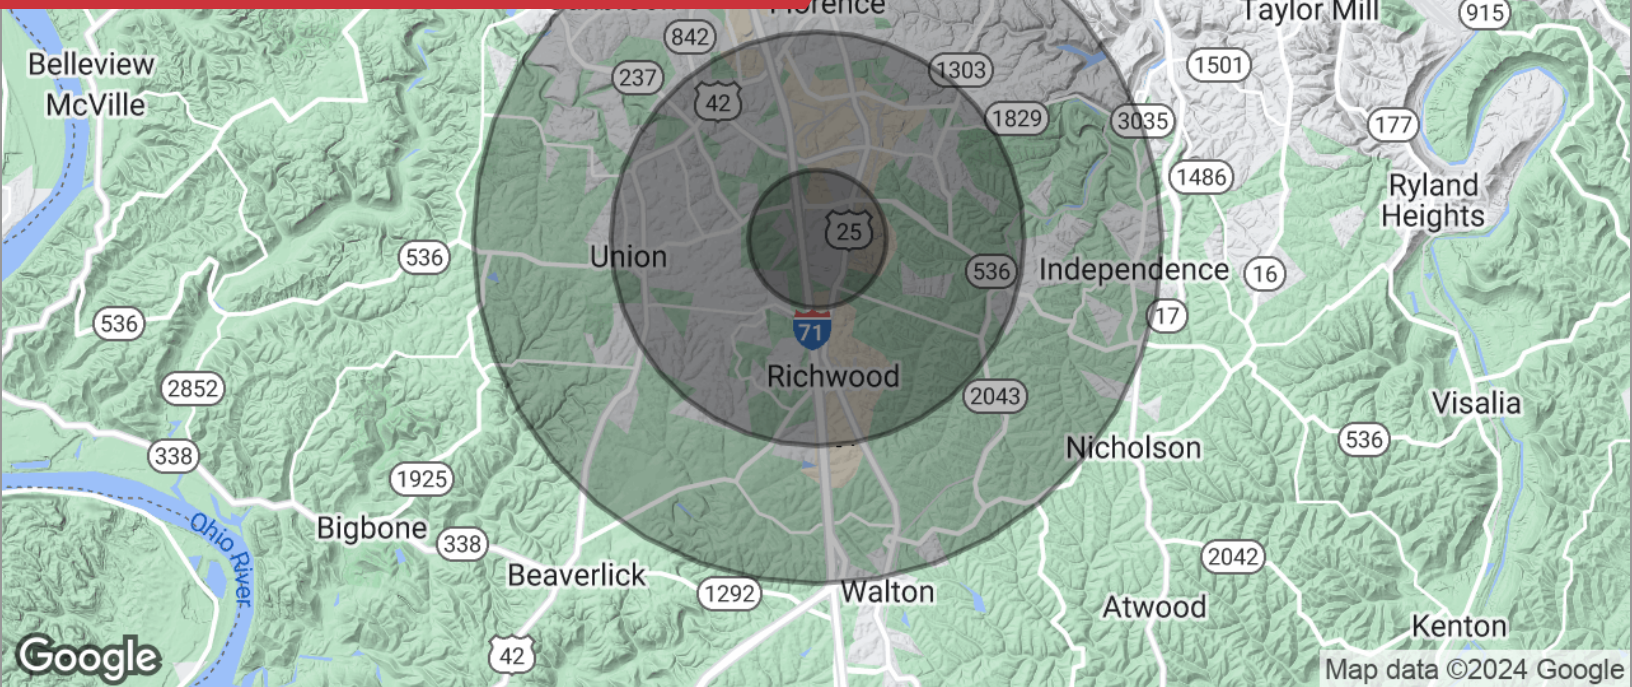 Florence
Taylor Mill
915
842
Belleview
McVille
237
1303
1501
42
1829
3035
177
1486
Ryland
Heights
25
Union
536
536
Independence
16
536
17
71
Richwood
2852
2043
Visalia
536
338
Nicholson
1925
Ohio River
Bigbone
338
2042
Beaverlick
1292
Walton
Atwood
Kenton
42
Google
Map data ©2024 Google